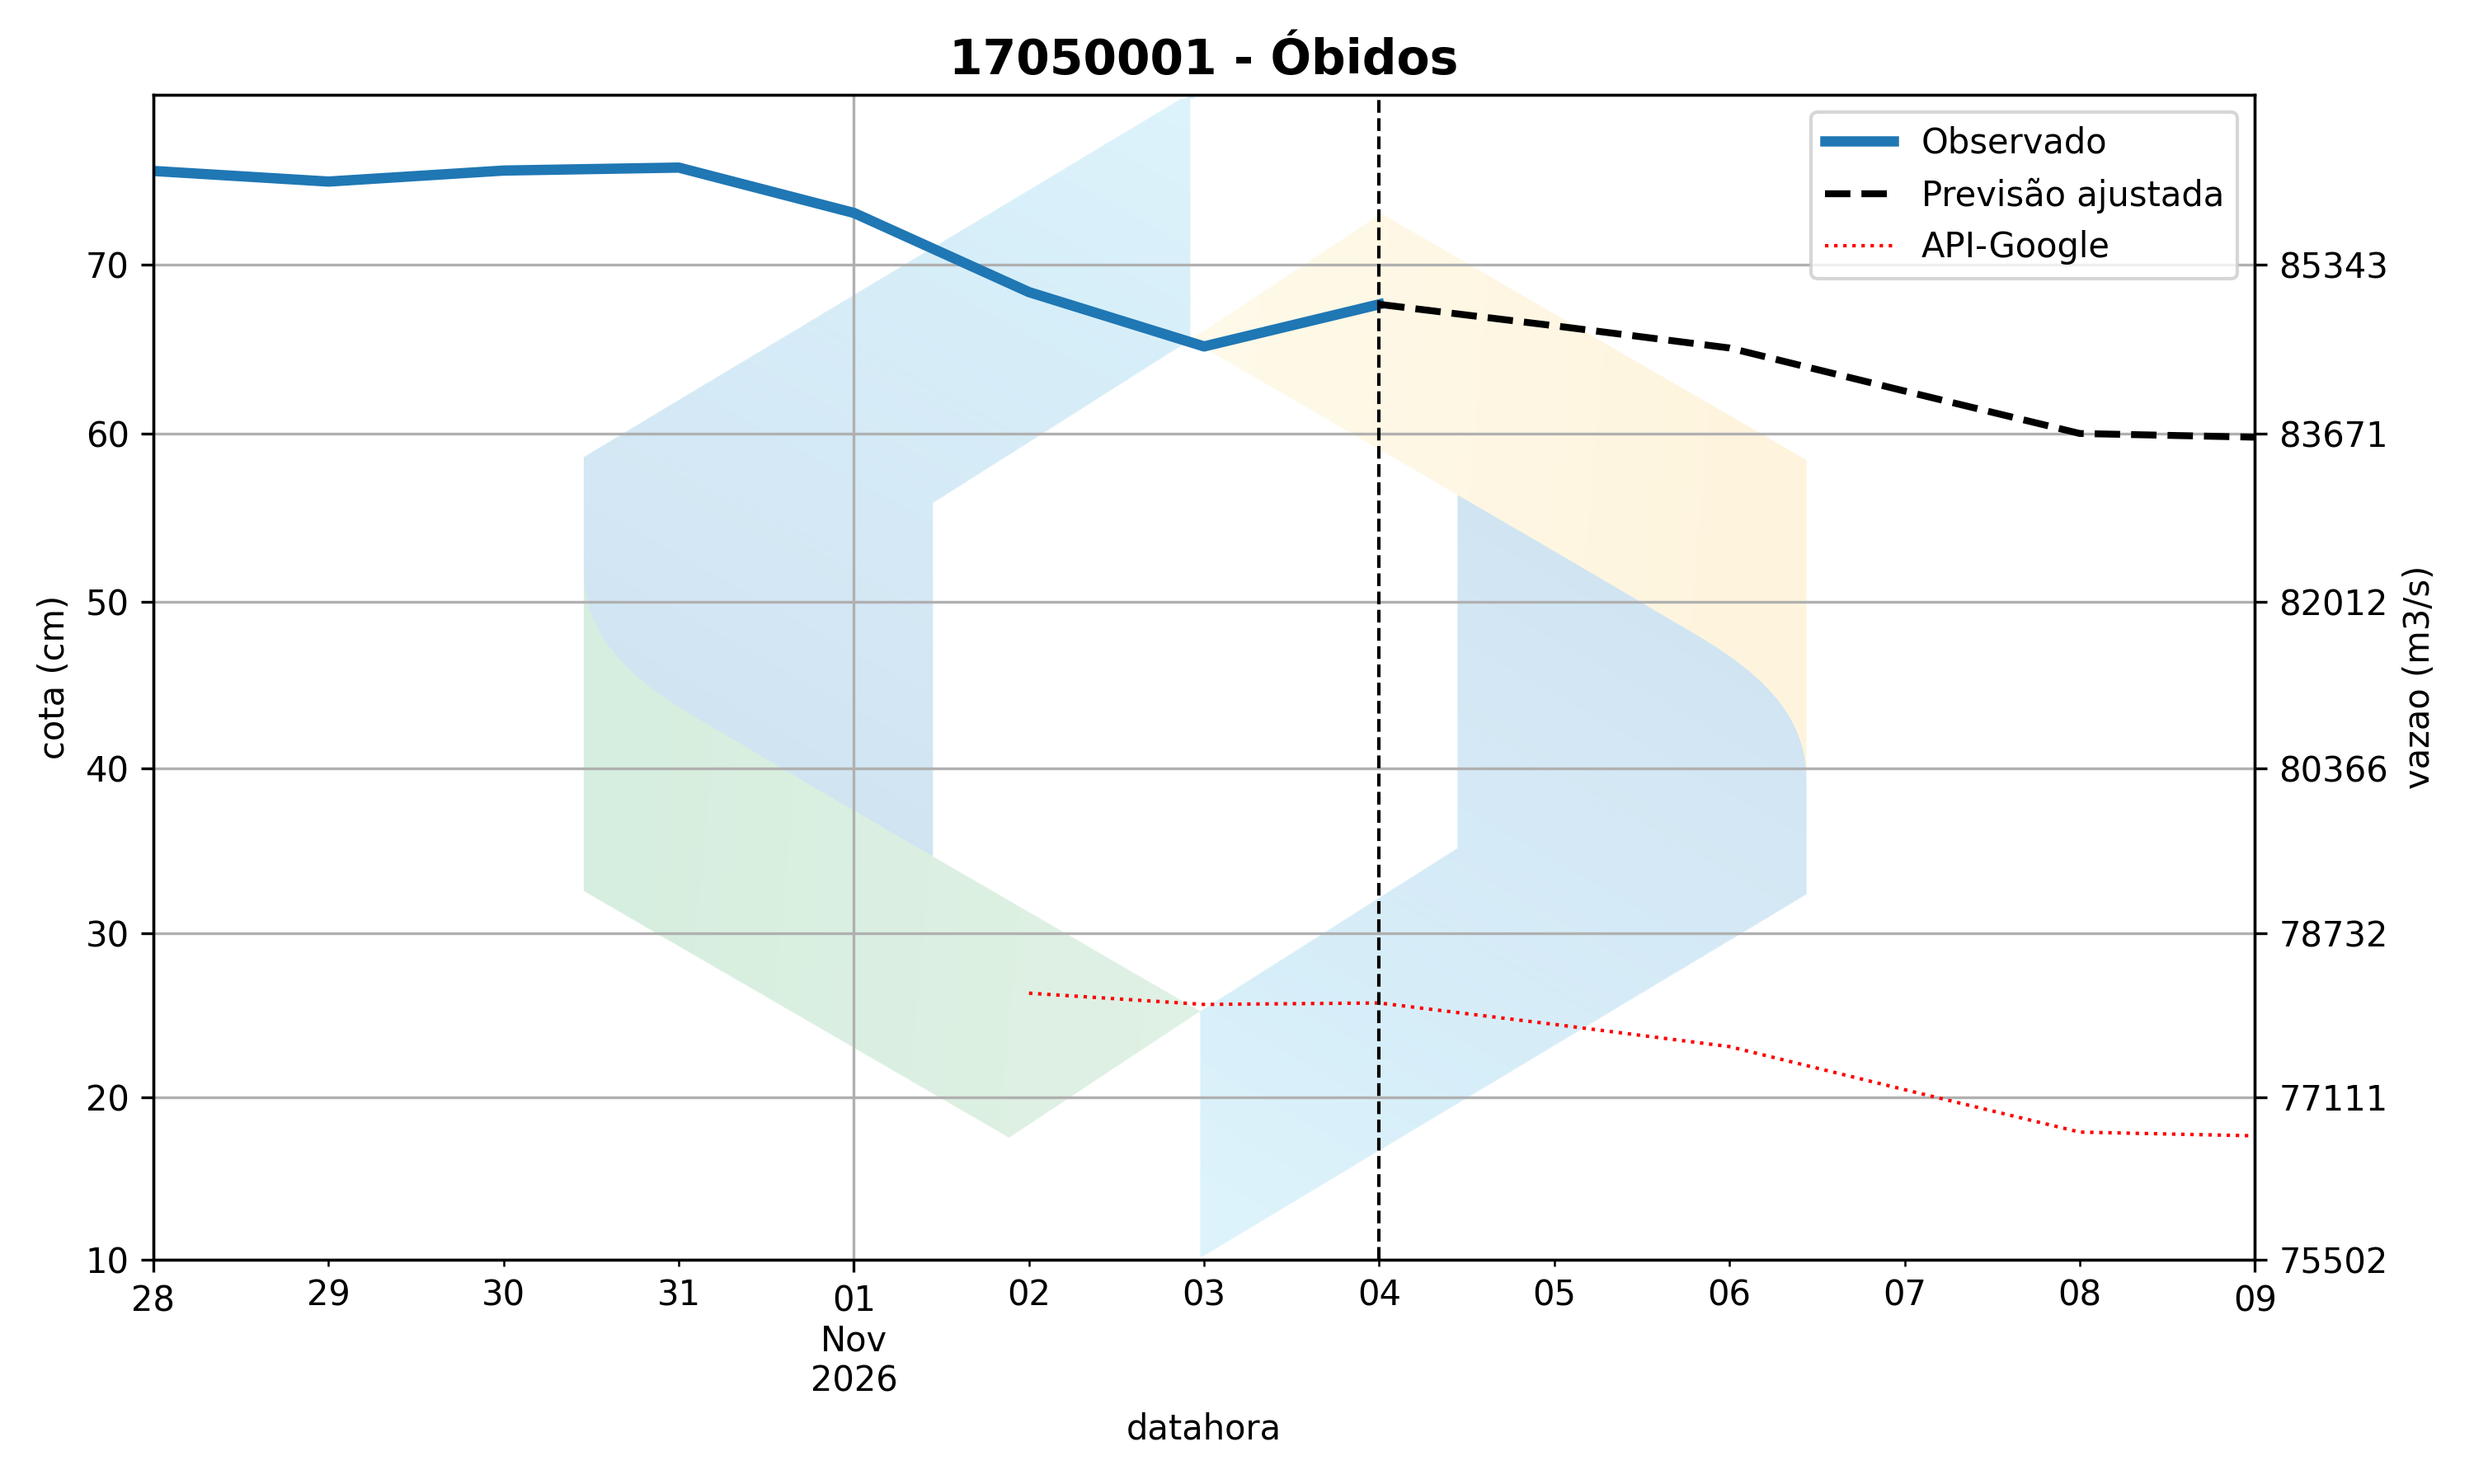 17050001 - Óbidos
Observado
Previsão ajustada
API-Google
70
60
50
40
30
20
10
cota (cm)
85343
83671
82012
80366
78732
77111
75502
vazao (m3/s)
28 29 30 31 01 02 03 04 05 06 07 08 09
Nov
2026
datahora